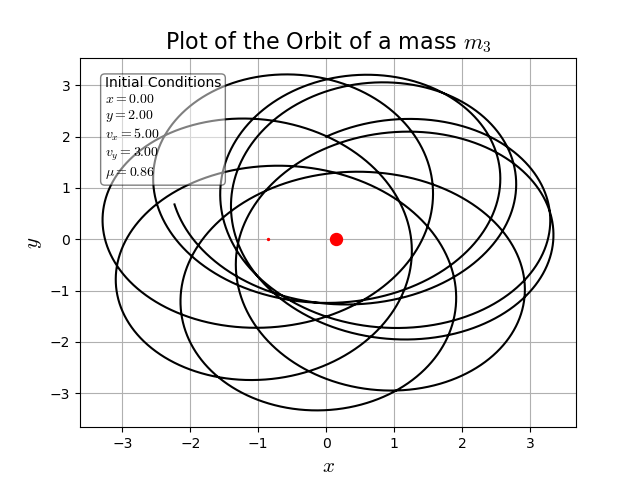 Plot of the Orbit of a mass m₃
Initial Conditions
x = 0.00
y = 2.00
vₓ = 5.00
v_y = 3.00
μ = 0.86
3
2
1
0
−1
−2
−3
y
−3 −2 −1 0 1 2 3
x